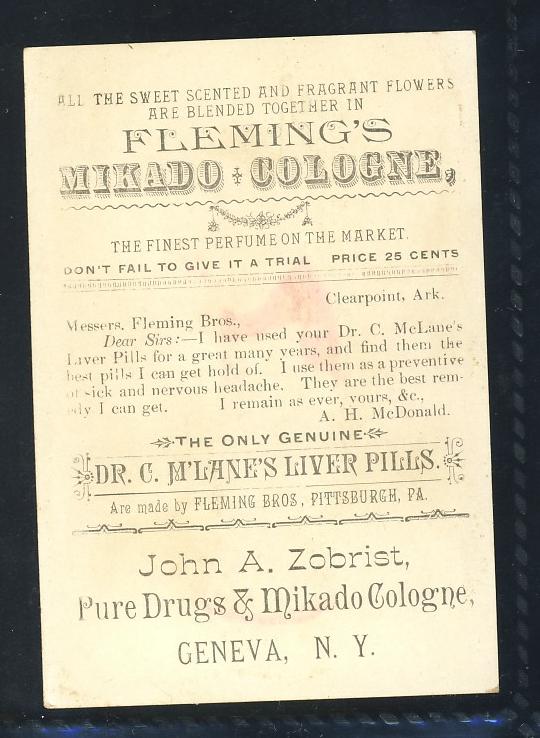 ALL THE SWEET SCENTED AND FRAGRANT FLOWERS
ARE BLENDED TOGETHER IN
FLEMING'S
MIKADO COLOGNE,
THE FINEST PERFUME ON THE MARKET.
DON'T FAIL TO GIVE IT A TRIAL PRICE 25 CENTS
Clearpoint, Ark.
Messers. Fleming Bros.,
Dear Sirs:—I have used your Dr. C. McLane's
Liver Pills for a great many years, and find them the
best pills I can get hold of. I use them as a preventive
of sick and nervous headache. They are the best rem-
edy I can get. I remain as ever, yours, &c.,
A. H. McDonald.
THE ONLY GENUINE
DR. C. M'LANE'S LIVER PILLS.
Are made by FLEMING BROS, PITTSBURGH, PA.
John A. Zobrist,
Pure Drugs & Mikado Cologne,
GENEVA, N. Y.